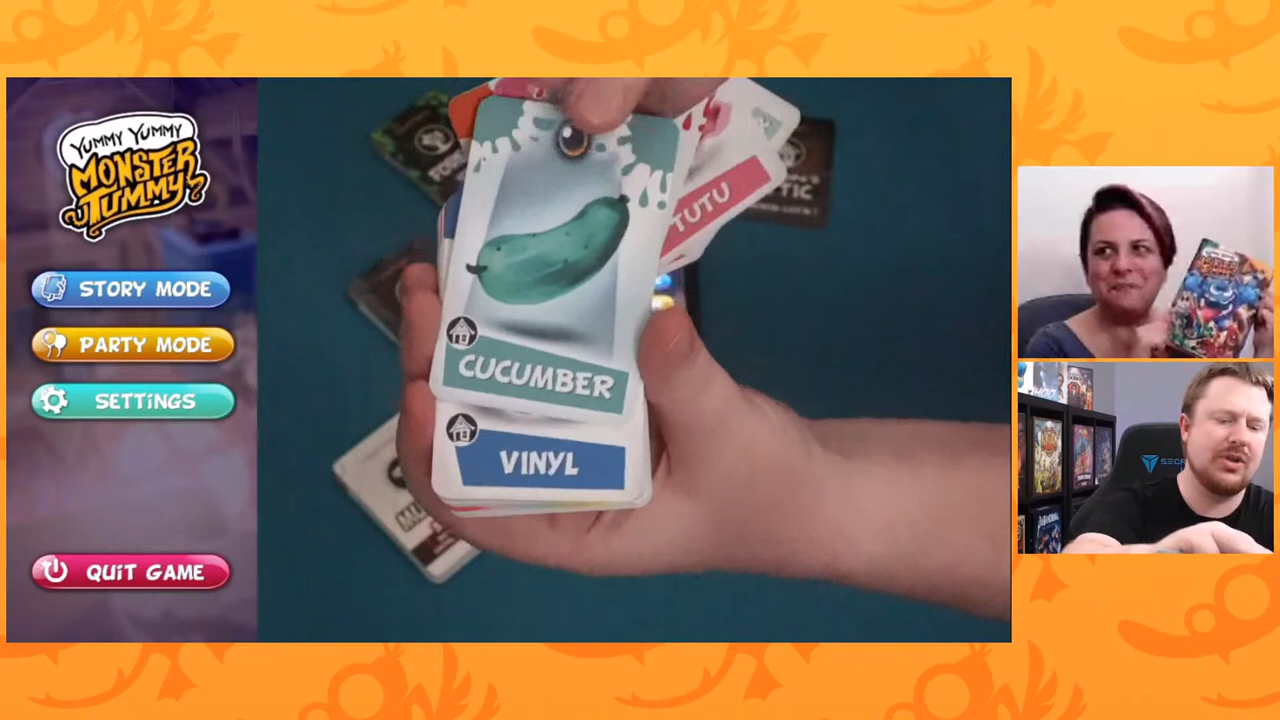 YUMMY YUMMY
MONSTER
TUMMY
STORY MODE
PARTY MODE
SETTiNGS
QUiT GAME
TUTU
CUCUMBER
ViNYL